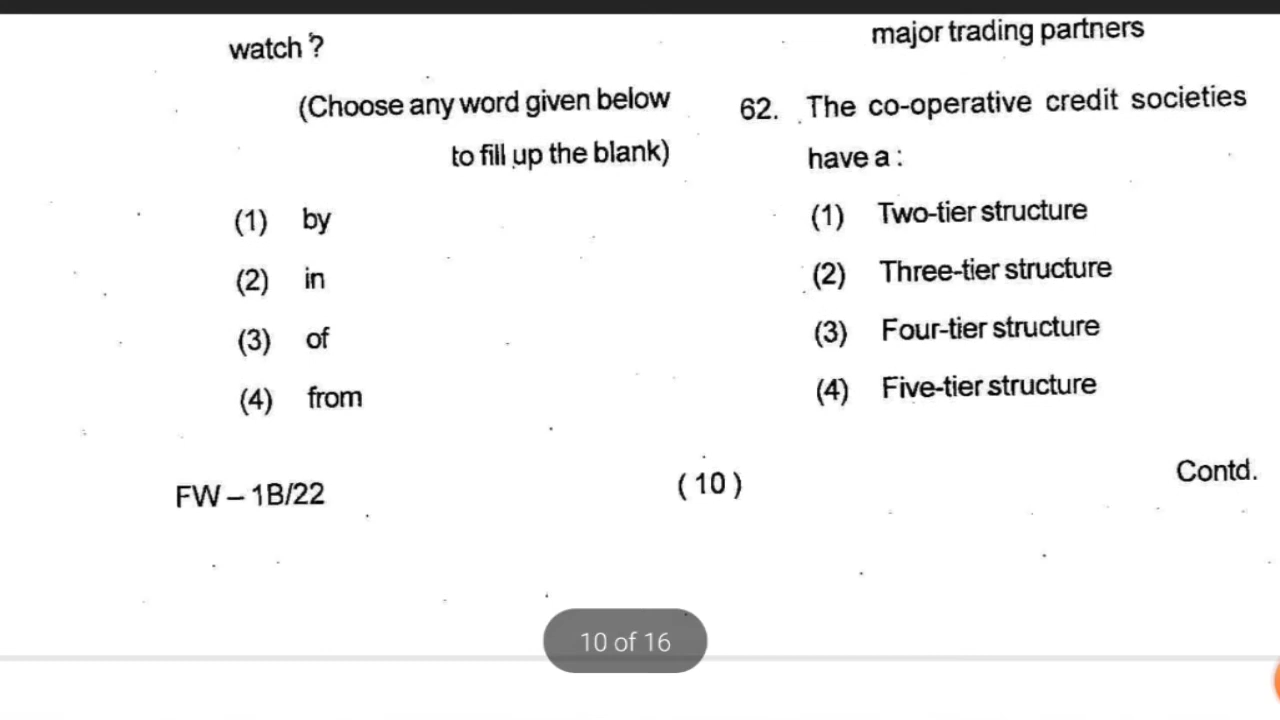 watch ?
(Choose any word given below
to fill up the blank)
(1) by
(2) in
(3) of
(4) from
major trading partners
62. The co-operative credit societies
have a :
(1) Two-tier structure
(2) Three-tier structure
(3) Four-tier structure
(4) Five-tier structure
FW – 1B/22
( 10 )
Contd.
10 of 16